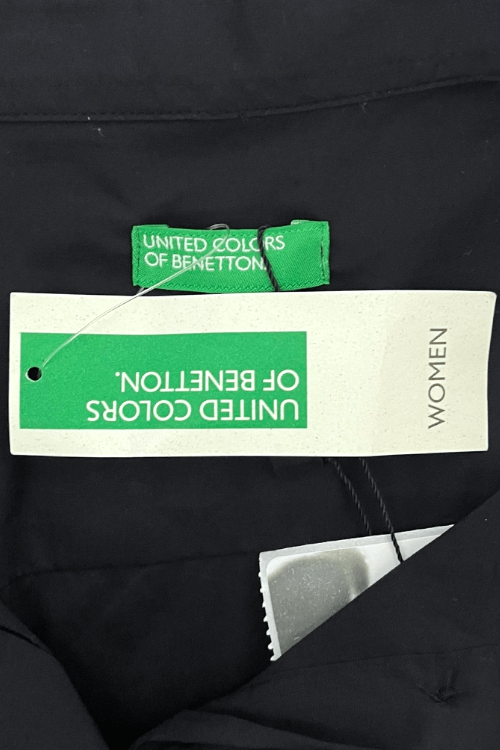 UNITED COLORS
OF BENETTON.
UNITED COLORS
OF BENETTON.
WOMEN